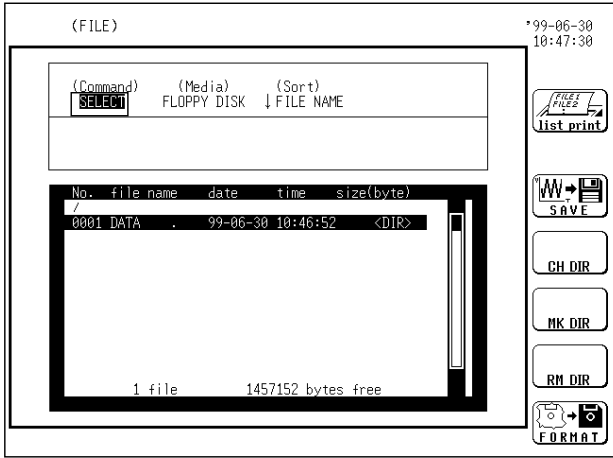 (FILE)
'99-06-30
10:47:30
(Command) (Media) (Sort)
SELECT FLOPPY DISK ↓FILE NAME
No. file name date time size(byte)
/
0001 DATA . 99-06-30 10:46:52 <DIR>
1 file 1457152 bytes free
FILE1
FILE2
list print
SAVE
CH DIR
MK DIR
RM DIR
FORMAT